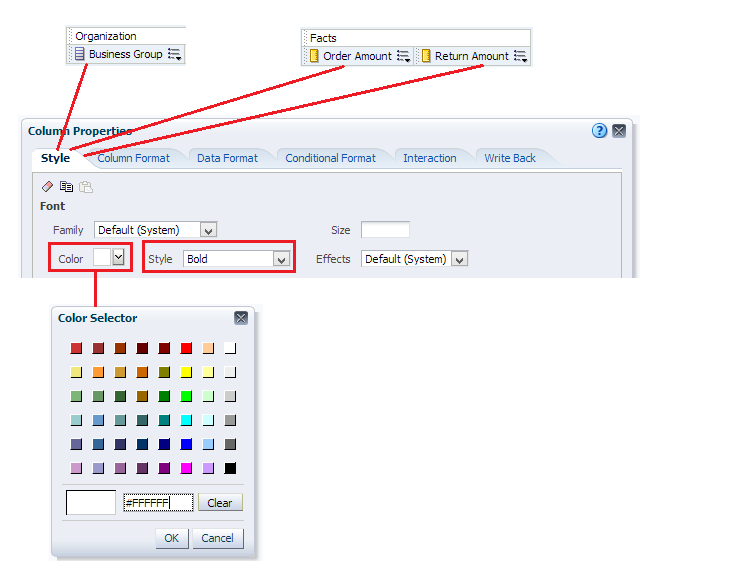 Organization
Business Group
Facts
Order Amount Return Amount
Column Properties
Style Column Format Data Format Conditional Format Interaction Write Back
Font
Family Default (System) Size
Color Style Bold Effects Default (System)
Color Selector
#FFFFFF Clear
OK Cancel